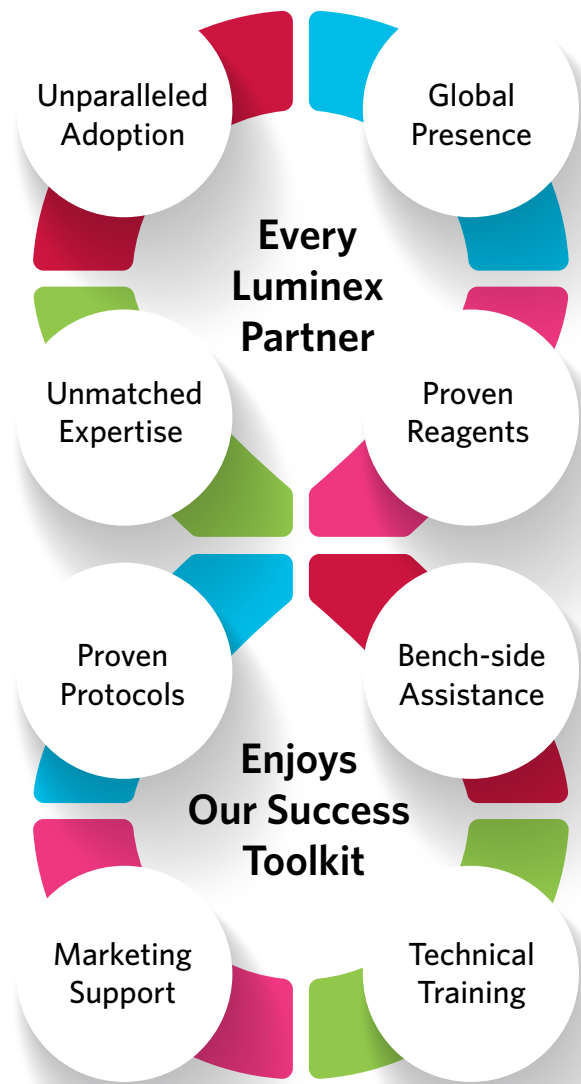 Unparalleled
Adoption
Global
Presence
Every
Luminex
Partner
Unmatched
Expertise
Proven
Reagents
Proven
Protocols
Bench-side
Assistance
Enjoys
Our Success
Toolkit
Marketing
Support
Technical
Training